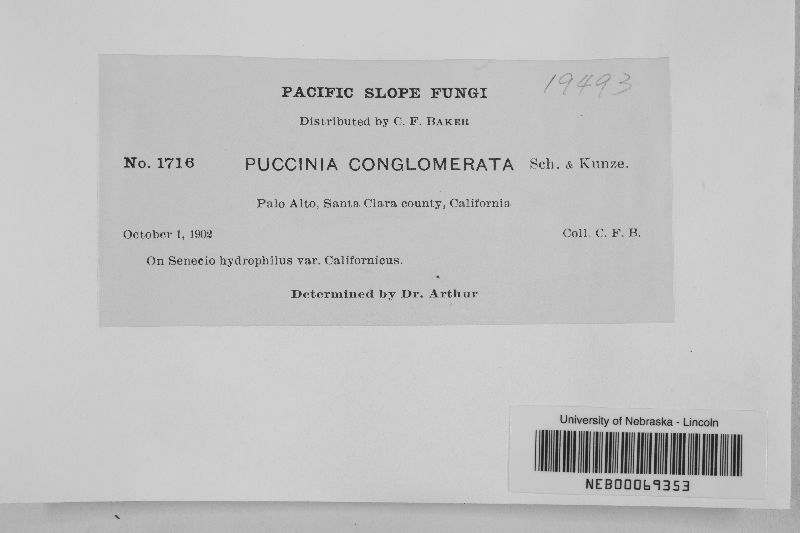 PACIFIC SLOPE FUNGI
19493
Distributed by C. F. BAKER
No. 1716 PUCCINIA CONGLOMERATA Sch. & Kunze.
Palo Alto, Santa Clara county, California
October 1, 1902 Coll. C. F. B.
On Senecio hydrophilus var. Californicus.
Determined by Dr. Arthur
University of Nebraska - Lincoln
NEB00069353